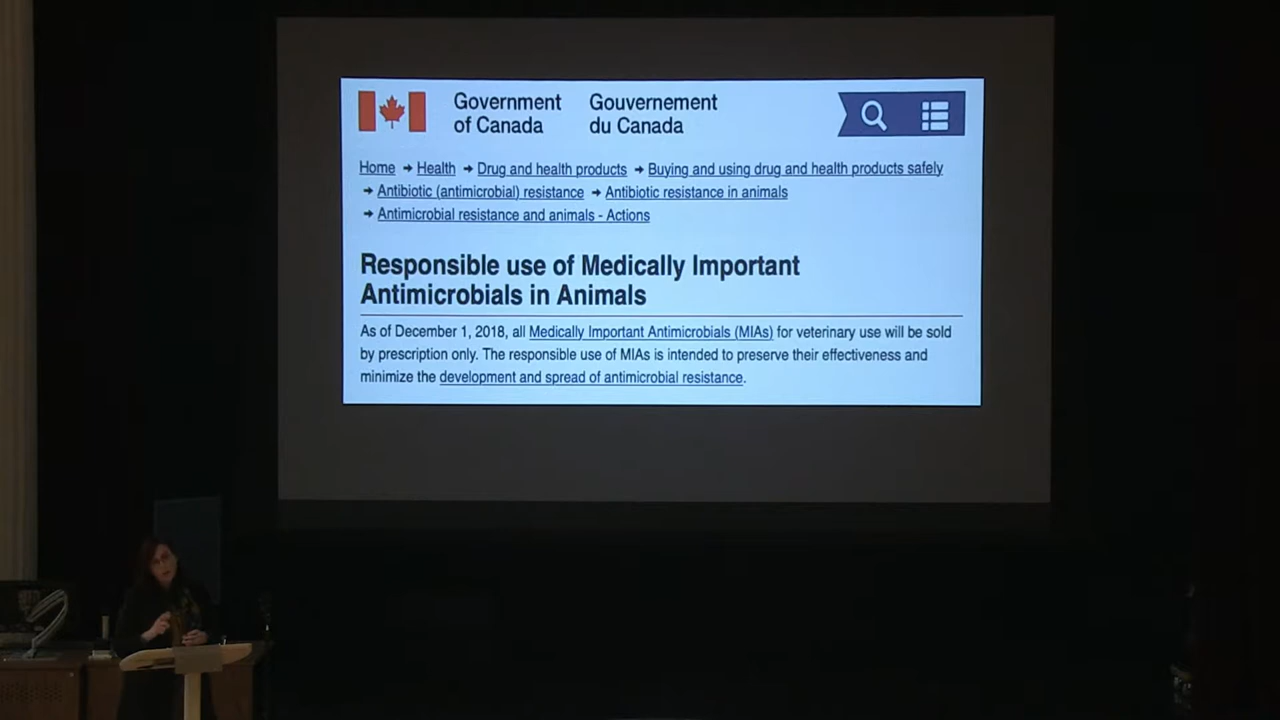 Government
of Canada
Gouvernement
du Canada
Home → Health → Drug and health products → Buying and using drug and health products safely
→ Antibiotic (antimicrobial) resistance → Antibiotic resistance in animals
→ Antimicrobial resistance and animals - Actions
Responsible use of Medically Important
Antimicrobials in Animals
As of December 1, 2018, all Medically Important Antimicrobials (MIAs) for veterinary use will be sold
by prescription only. The responsible use of MIAs is intended to preserve their effectiveness and
minimize the development and spread of antimicrobial resistance.